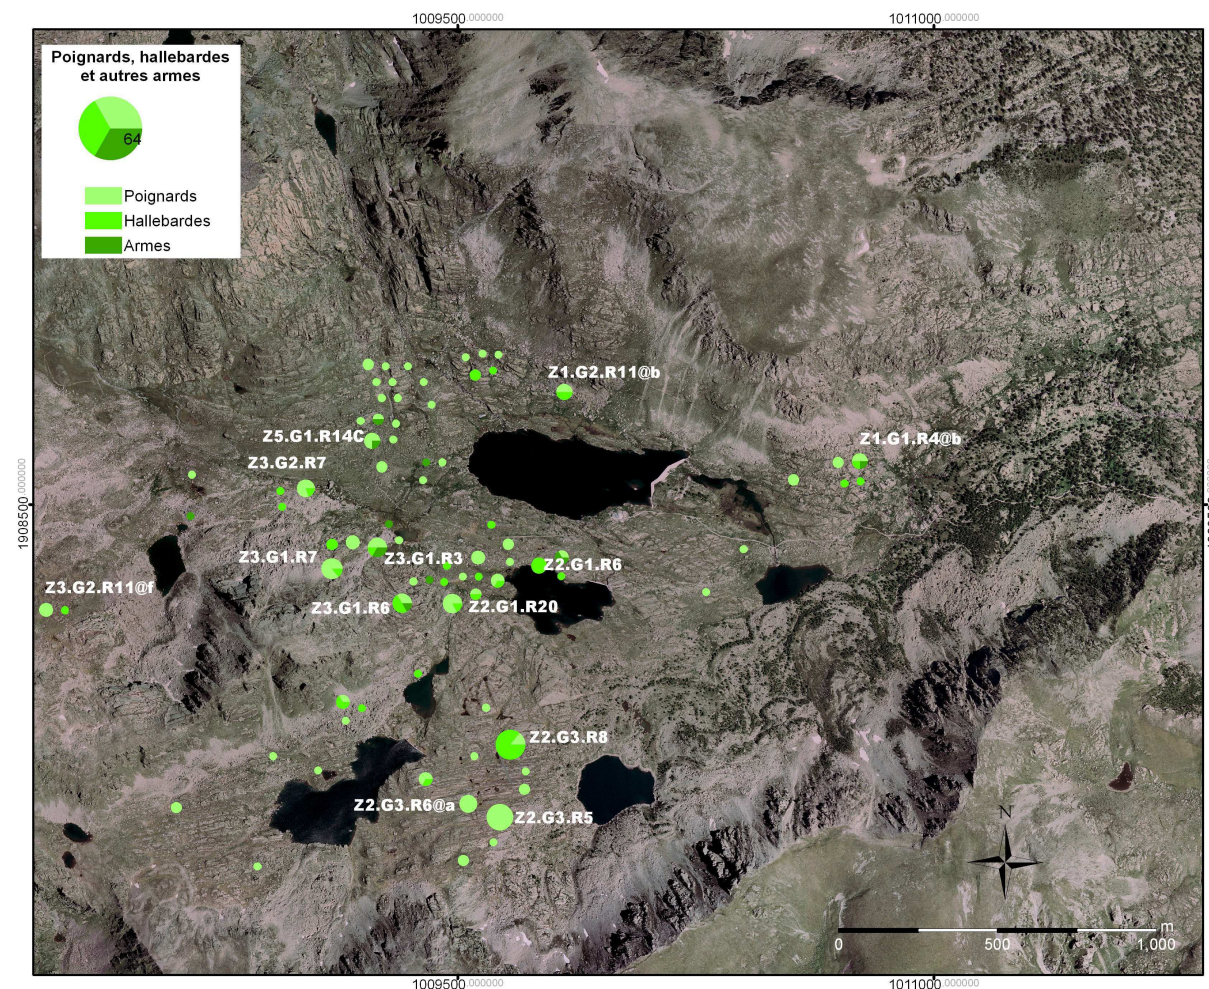 1009500.000000
1011000.000000
Poignards, hallebardes
et autres armes
64
Poignards
Hallebardes
Armes
Z1.G2.R11@b
Z5.G1.R14C
Z1.G1.R4@b
Z3.G2.R7
1908500.000000
Z3.G1.R7
Z3.G1.R3
Z2.G1.R6
Z3.G2.R11@f
Z3.G1.R6
Z2.G1.R20
Z2.G3.R8
Z2.G3.R6@a
Z2.G3.R5
N
m
0
500
1,000
1009500.000000
1011000.000000